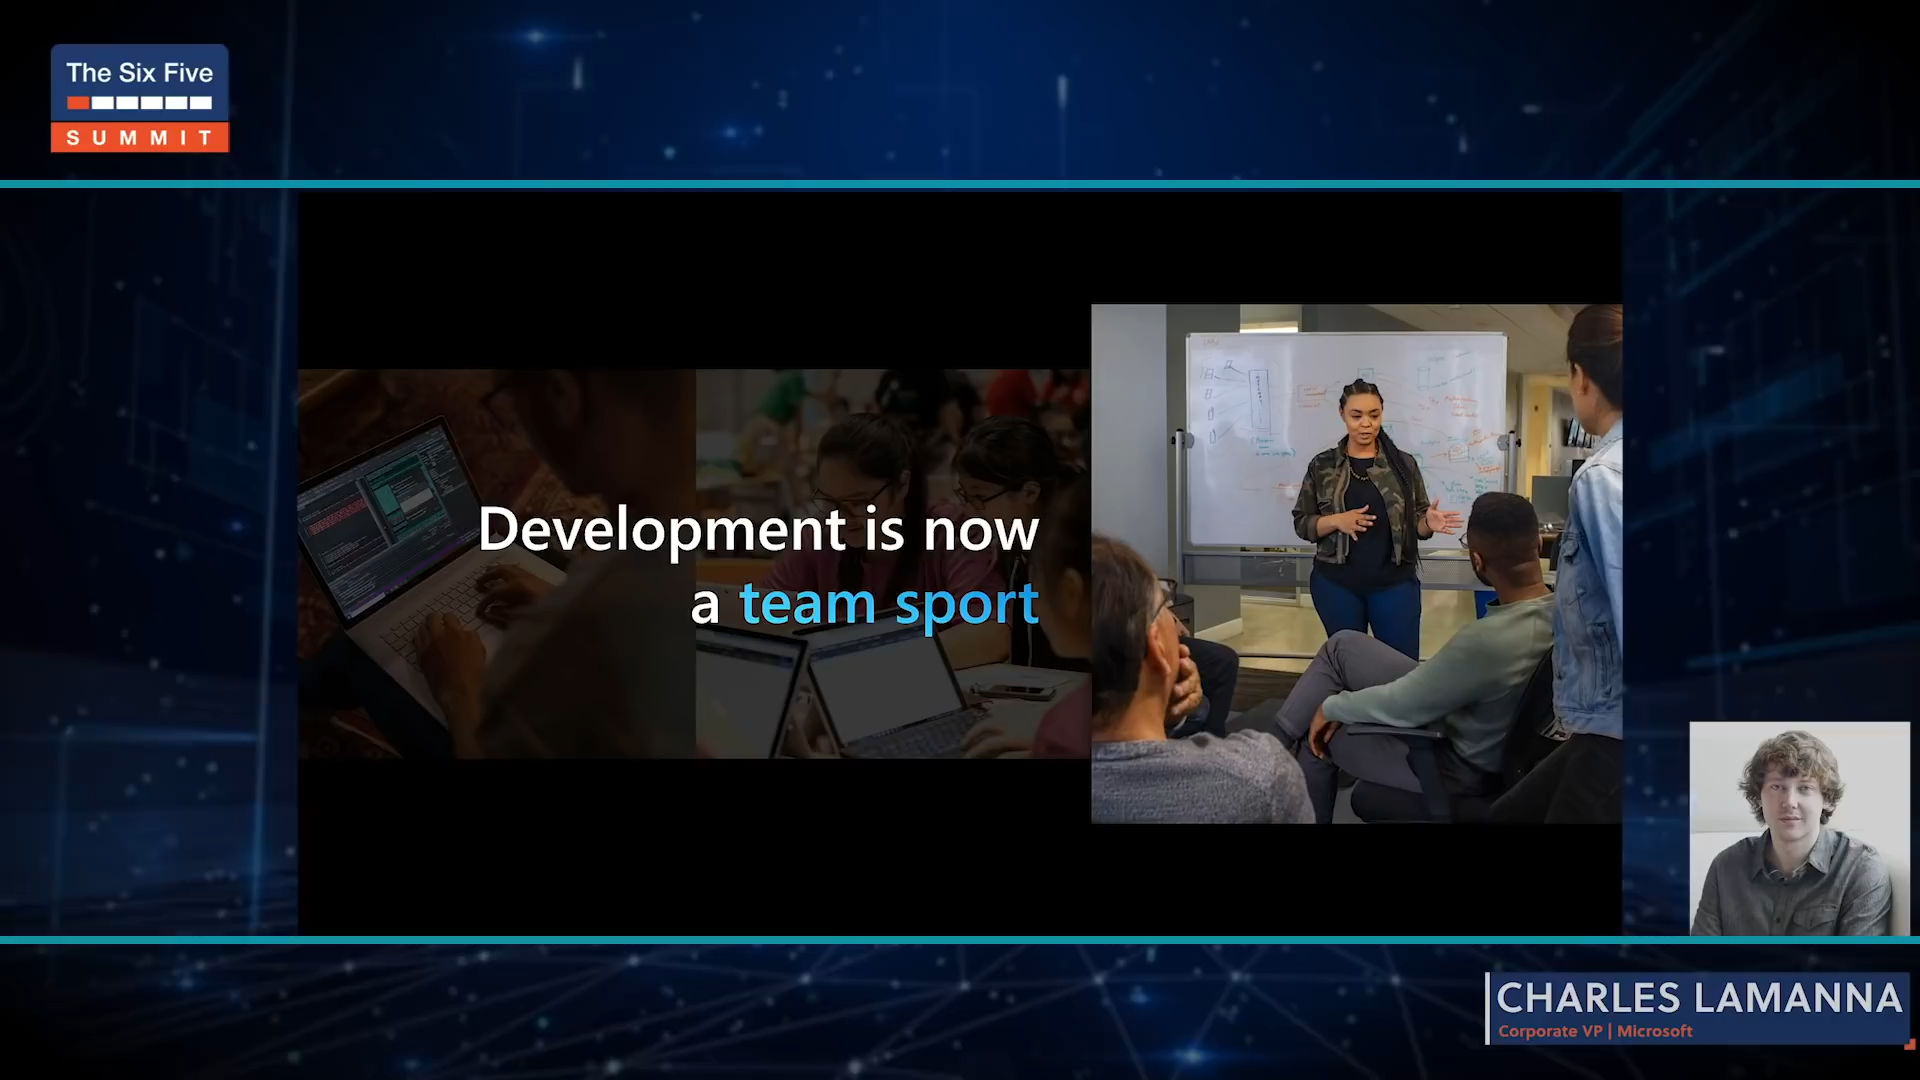 The Six Five
SUMMIT
Development is now
a team sport
CHARLES LAMANNA
Corporate VP | Microsoft